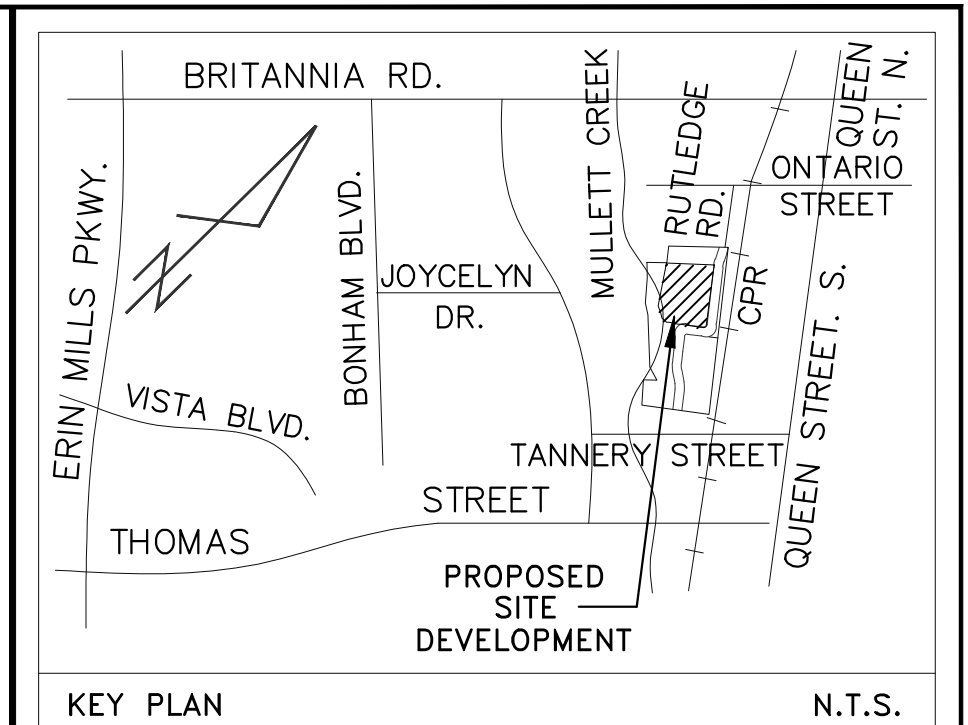 BRITANNIA RD.
ERIN MILLS PKWY.
BONHAM BLVD.
JOYCELYN
DR.
MULLETT CREEK
RUTLEDGE
RD.
QUEEN
ST. N.
ONTARIO
STREET
CPR
N
VISTA BLVD.
TANNERY STREET
QUEEN STREET. S.
STREET
THOMAS
PROPOSED
SITE
DEVELOPMENT
KEY PLAN
N.T.S.